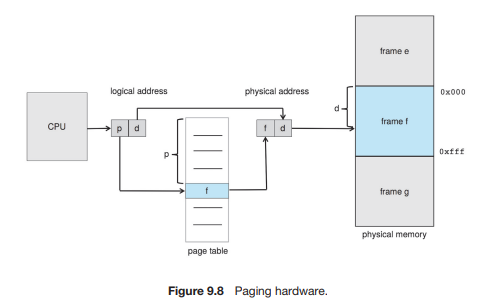 frame e
logical address
physical address
0x000
d
CPU
p d
f d
frame f
p
0xfff
f
frame g
page table
physical memory
Figure 9.8 Paging hardware.